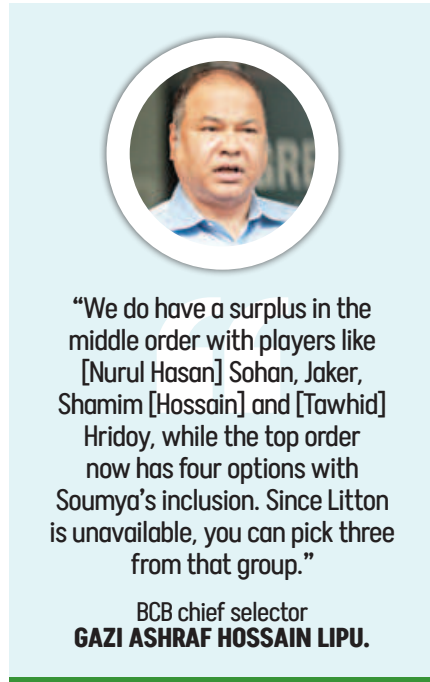 “We do have a surplus in the
middle order with players like
[Nurul Hasan] Sohan, Jaker,
Shamim [Hossain] and [Tawhid]
Hridoy, while the top order
now has four options with
Soumya’s inclusion. Since Litton
is unavailable, you can pick three
from that group.”
BCB chief selector
GAZI ASHRAF HOSSAIN LIPU.